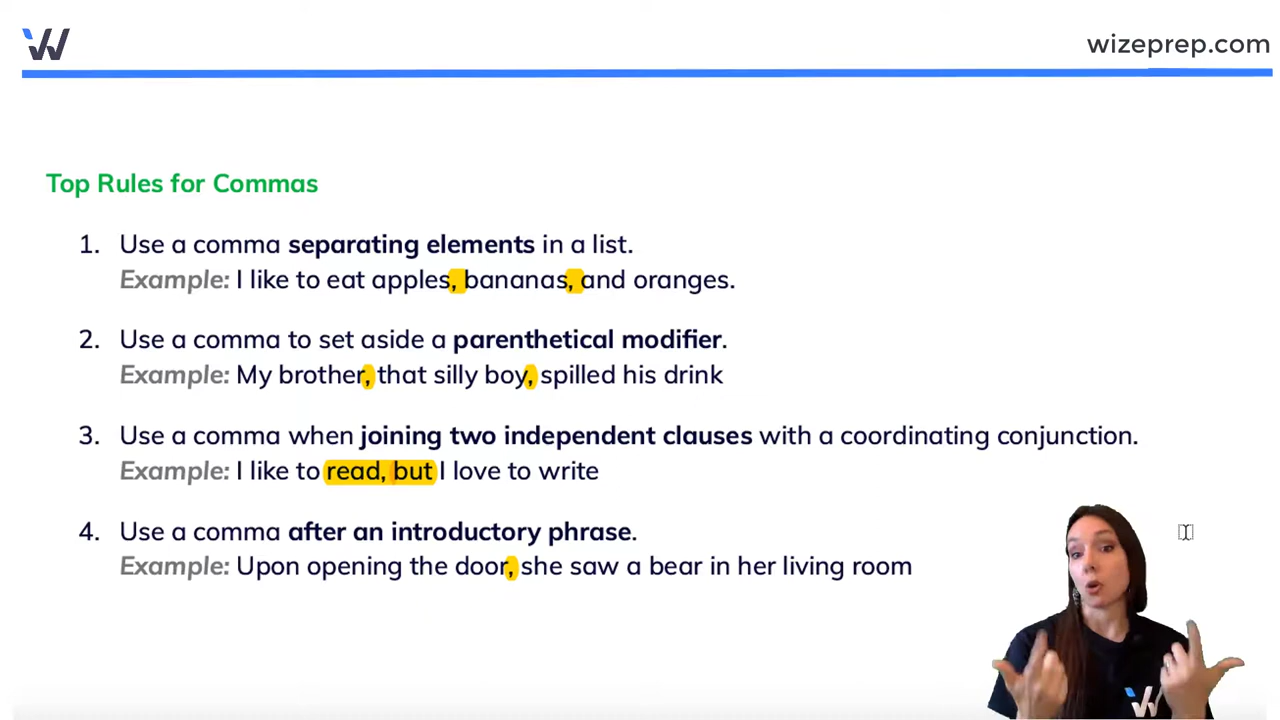 W
wizeprep.com
Top Rules for Commas
1. Use a comma separating elements in a list.
Example: I like to eat apples, bananas, and oranges.
2. Use a comma to set aside a parenthetical modifier.
Example: My brother, that silly boy, spilled his drink
3. Use a comma when joining two independent clauses with a coordinating conjunction.
Example: I like to read, but I love to write
4. Use a comma after an introductory phrase.
Example: Upon opening the door, she saw a bear in her living room
W